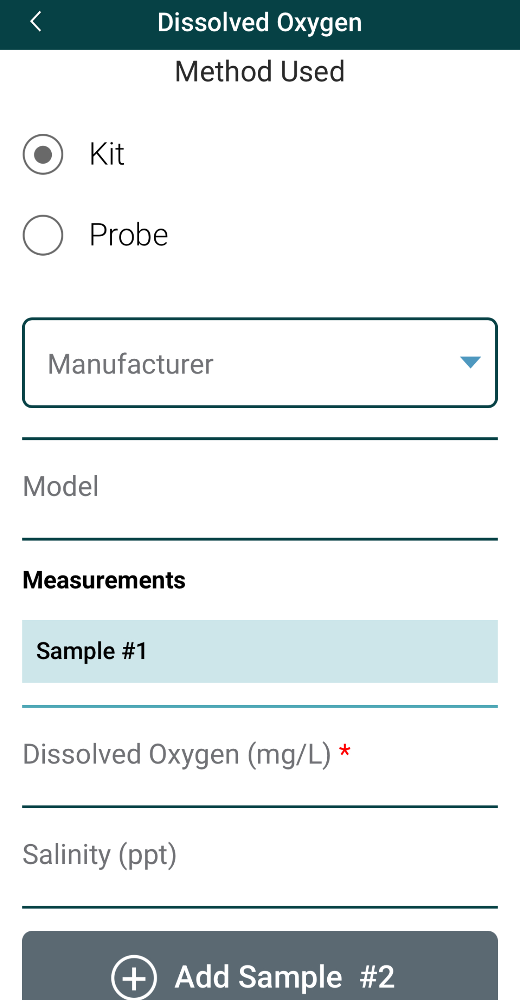 Dissolved Oxygen
Method Used
Kit
Probe
Manufacturer
Model
Measurements
Sample #1
Dissolved Oxygen (mg/L) *
Salinity (ppt)
Add Sample #2